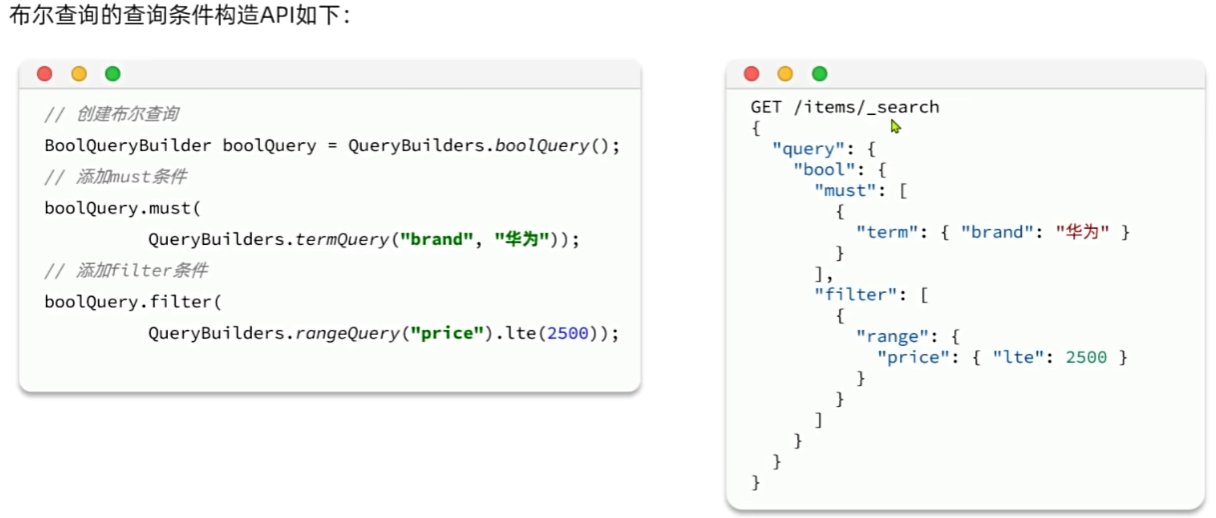 布尔查询的查询条件构造API如下：
// 创建布尔查询
BoolQueryBuilder boolQuery = QueryBuilders.boolQuery();
// 添加must条件
boolQuery.must(
QueryBuilders.termQuery("brand", "华为"));
// 添加filter条件
boolQuery.filter(
QueryBuilders.rangeQuery("price").lte(2500));
GET /items/_search
{
"query": {
"bool": {
"must": [
{
"term": { "brand": "华为" }
}
],
"filter": [
{
"range": {
"price": { "lte": 2500 }
}
}
]
}
}
}